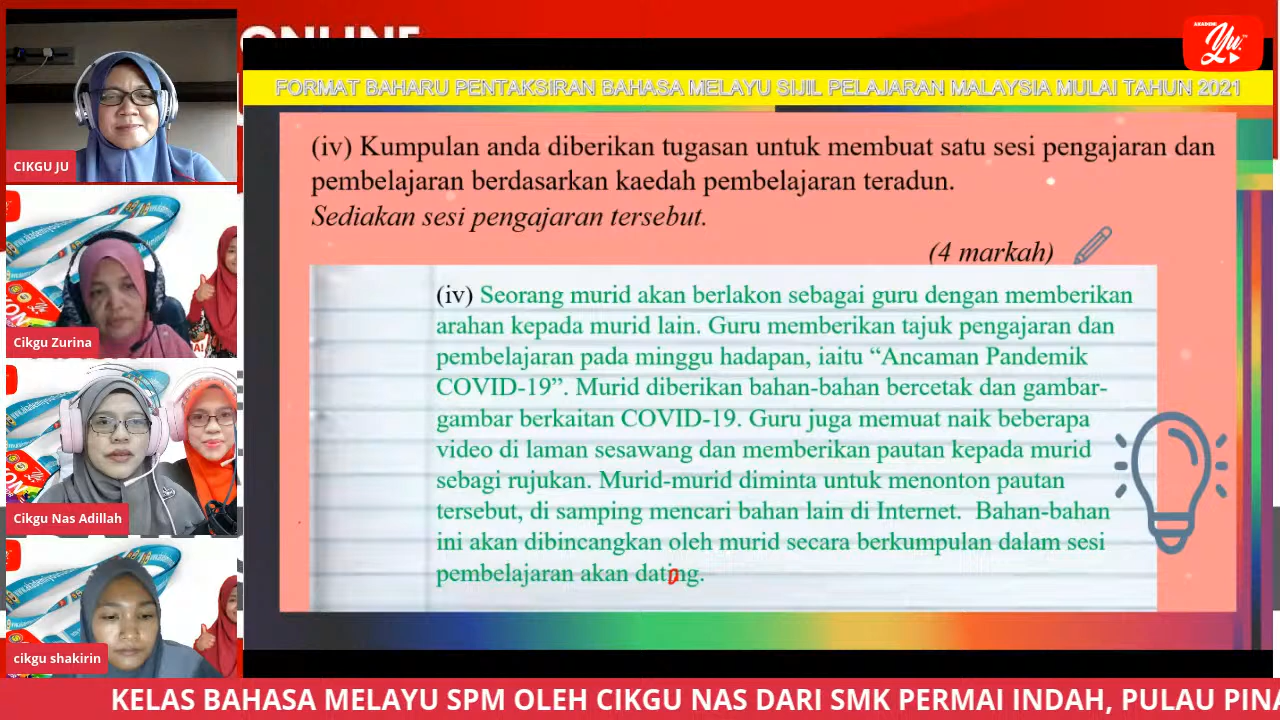 ONLINE
AKADEMI
Yu.
FORMAT BAHARU PENTAKSIRAN BAHASA MELAYU SIJIL PELAJARAN MALAYSIA MULAI TAHUN 2021
(iv) Kumpulan anda diberikan tugasan untuk membuat satu sesi pengajaran dan
pembelajaran berdasarkan kaedah pembelajaran teradun.
Sediakan sesi pengajaran tersebut.
(4 markah)
(iv) Seorang murid akan berlakon sebagai guru dengan memberikan
arahan kepada murid lain. Guru memberikan tajuk pengajaran dan
pembelajaran pada minggu hadapan, iaitu “Ancaman Pandemik
COVID-19”. Murid diberikan bahan-bahan bercetak dan gambar-
gambar berkaitan COVID-19. Guru juga memuat naik beberapa
video di laman sesawang dan memberikan pautan kepada murid
sebagi rujukan. Murid-murid diminta untuk menonton pautan
tersebut, di samping mencari bahan lain di Internet. Bahan-bahan
ini akan dibincangkan oleh murid secara berkumpulan dalam sesi
pembelajaran akan dating.
CIKGU JU
Cikgu Zurina
Cikgu Nas Adillah
cikgu shakirin
KELAS BAHASA MELAYU SPM OLEH CIKGU NAS DARI SMK PERMAI INDAH, PULAU PINA